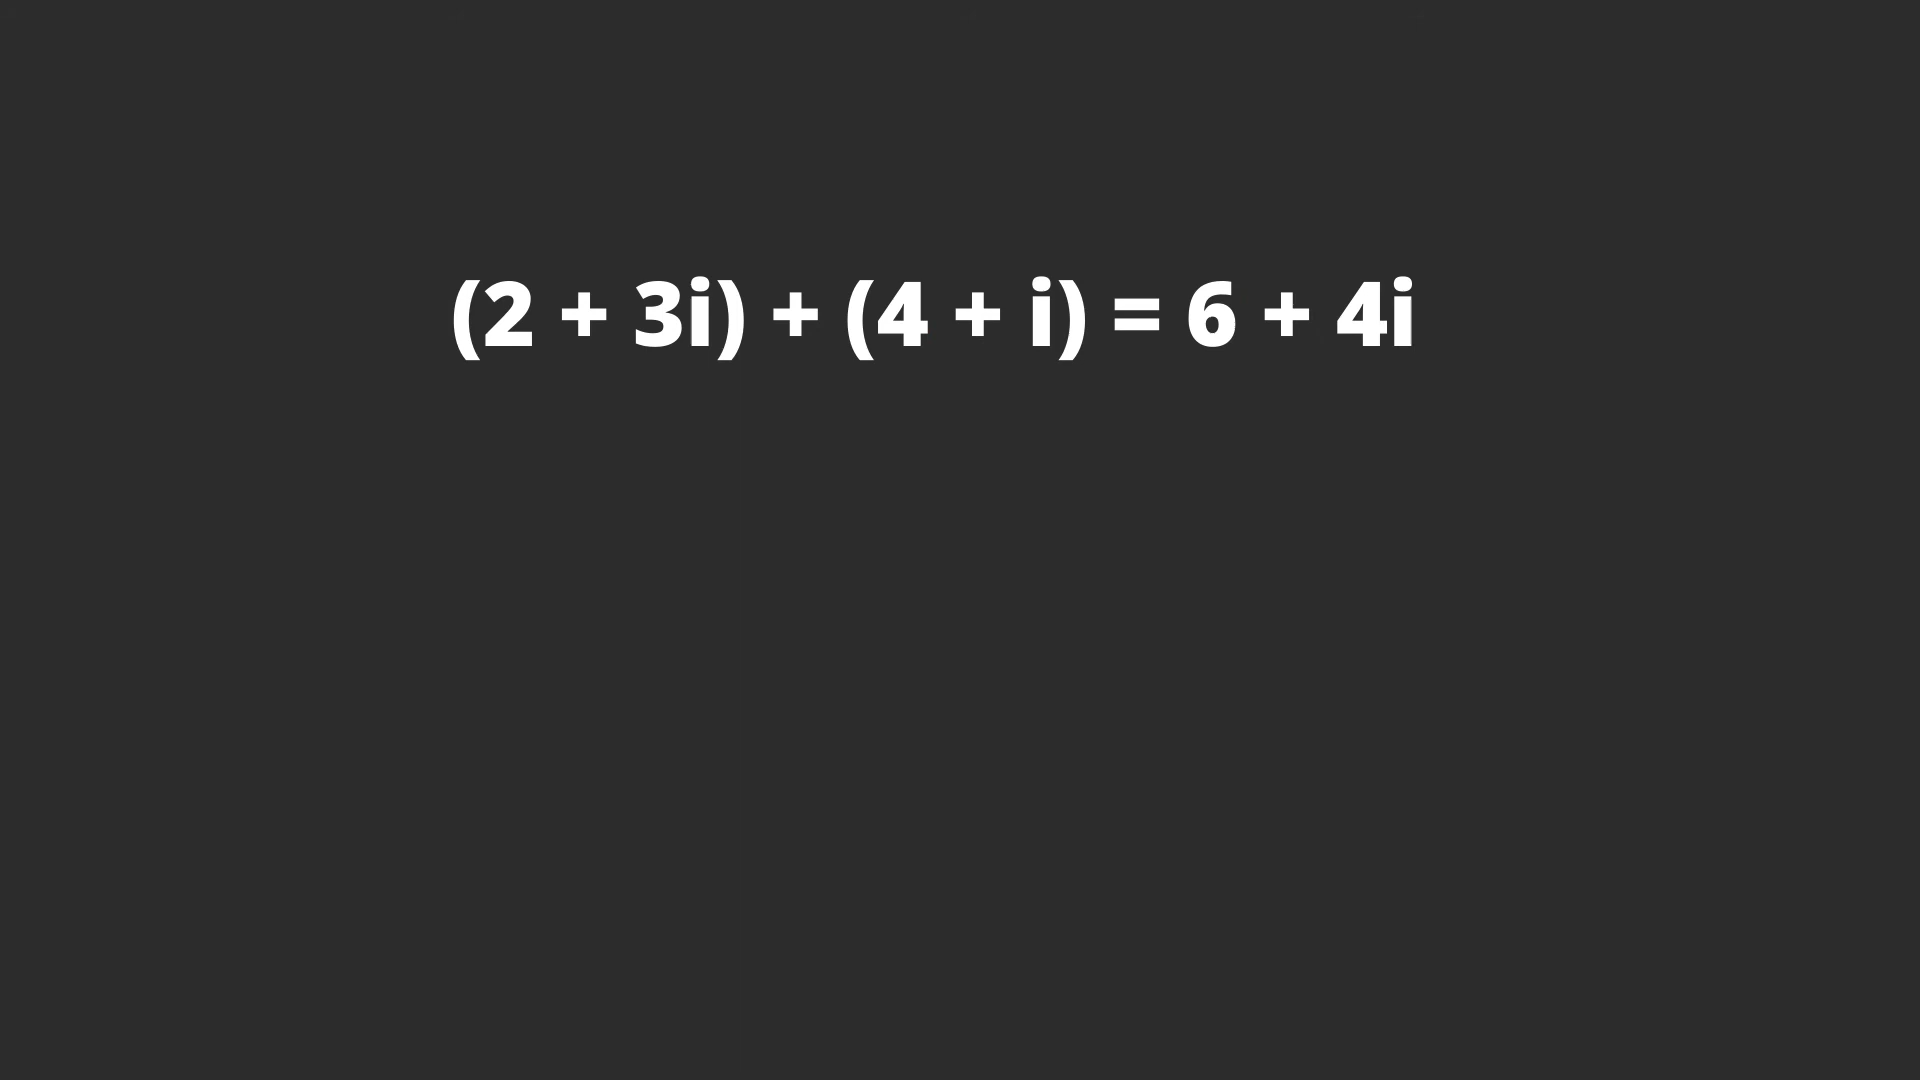 (2 + 3i) + (4 + i) = 6 + 4i